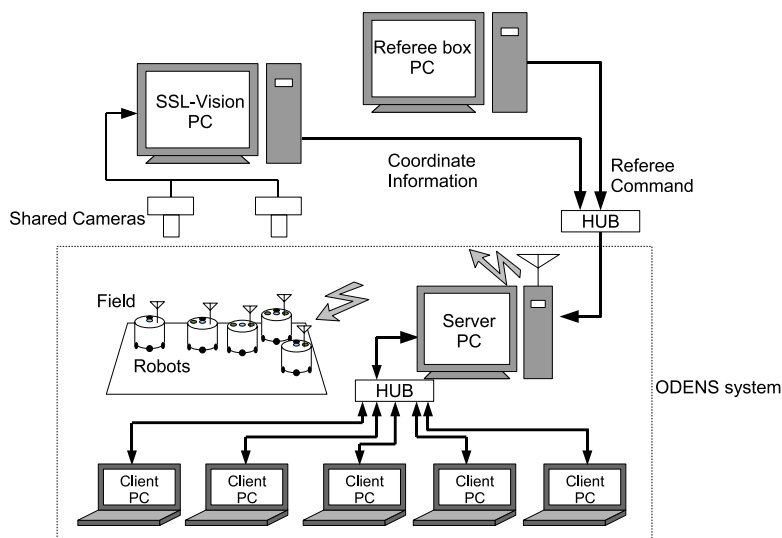 Referee box
PC
SSL-Vision
PC
Coordinate
Information
Referee
Command
Shared Cameras
HUB
Field
Robots
Server
PC
HUB
ODENS system
Client
PC
Client
PC
Client
PC
Client
PC
Client
PC